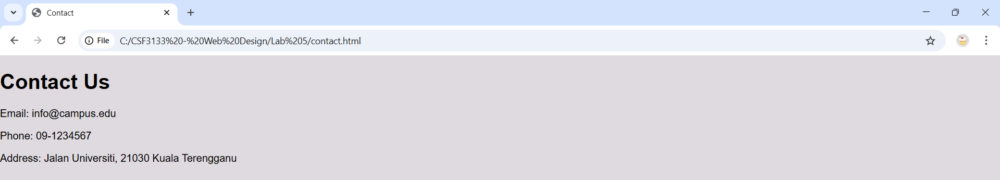 Contact
File C:/CSF3133%20-%20Web%20Design/Lab%205/contact.html
Contact Us
Email: info@campus.edu
Phone: 09-1234567
Address: Jalan Universiti, 21030 Kuala Terengganu